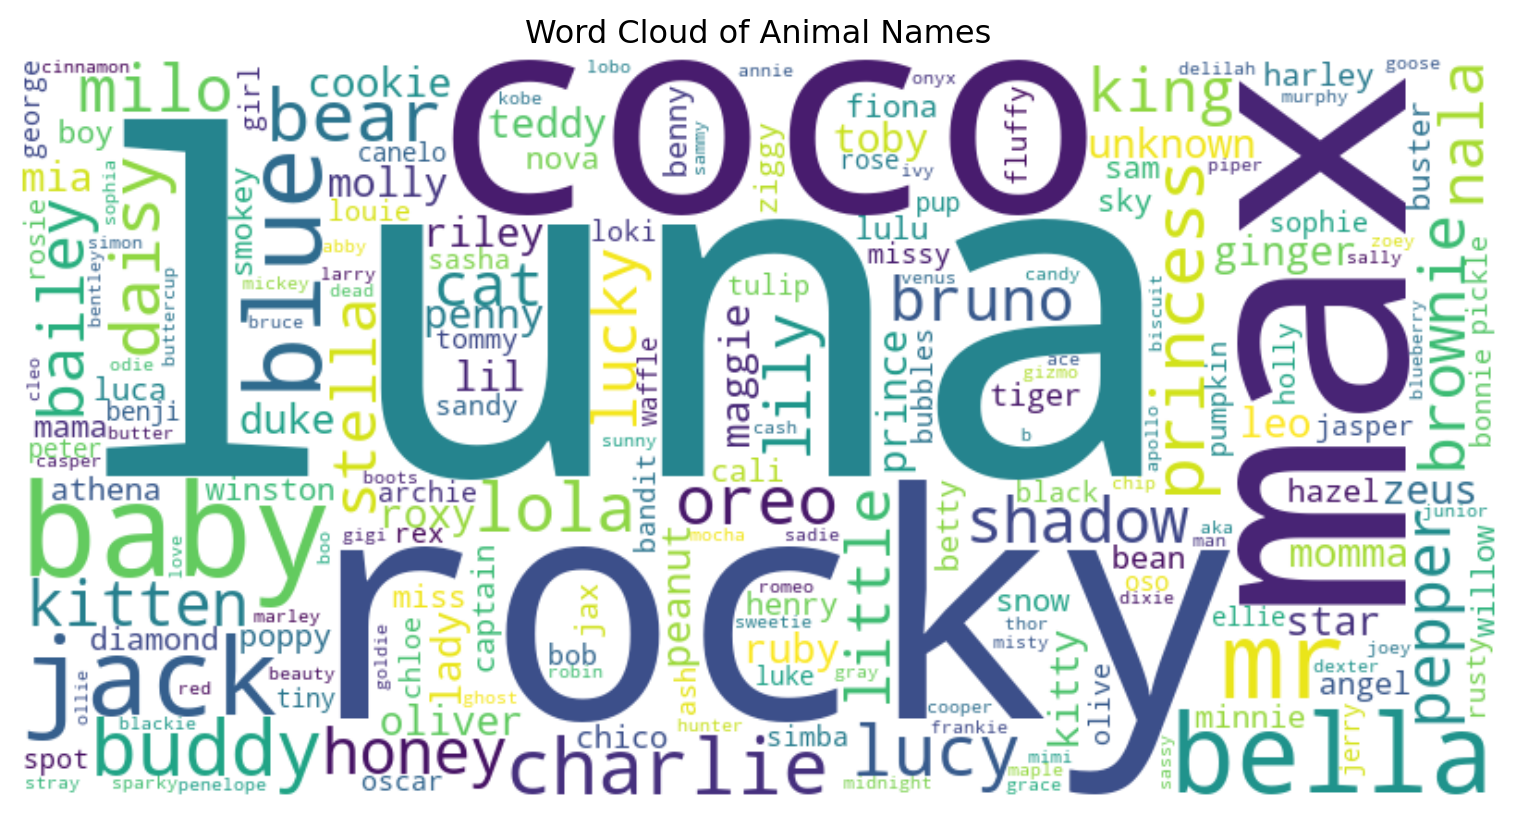 Word Cloud of Animal Names
cinnamon
george
milo
girl
cookie
bear
coco
lobo
annie
onyx
kobe
teddy
nova
benny
sammy
ziggy
fiona
toby
rose
ivy
fluffy
king
delilah
harley
goose
murphy
max
nala
buster
unknown
piper
sam
sky
boy
mia
sophia
daisy
canelo
molly
louie
blue
smokey
rosie
bailey
simon
bentley
buttercup
abby
mickey
larry
dead
bruce
luna
riley
sasha
cat
penny
tommy
lil
sandy
loki
lucky
waffle
pup
lulu
missy
venus
candy
bruno
tulip
maggie
lily
cash
prince
bubbles
ace
gizmo
tiger
b
biscuit
apollo
princess
pumpkin
sophie
zoey
ginger
sally
holly
blueberry
brownie
pickle
bonnie
leo
jasper
cleo
odie
luca
benji
mama
butter
peter
casper
duke
stella
sunny
cali
chip
athena
winston
boots
archie
roxy
lola
bandit
oreo
betty
black
shadow
aka
man
hazel
zeus
junior
baby
love
boo
gigi
rex
peanut
mocha
sadie
little
rocky
bean
oso
dixie
momma
pepper
willow
kitten
marley
diamond
poppy
miss
captain
jax
romeo
henry
sweetie
ruby
snow
thor
misty
ellie
star
mr
joey
dexter
angel
rusty
jack
ollie
red
beauty
tiny
goldie
chloe
lady
ghost
bob
robin
ash
luke
gray
kitty
olive
cooper
frankie
minnie
jerry
bella
blackie
buddy
spot
stray
sparky
penelope
honey
oliver
oscar
charlie
chico
hunter
simba
midnight
lucy
mimi
maple
grace
sassy